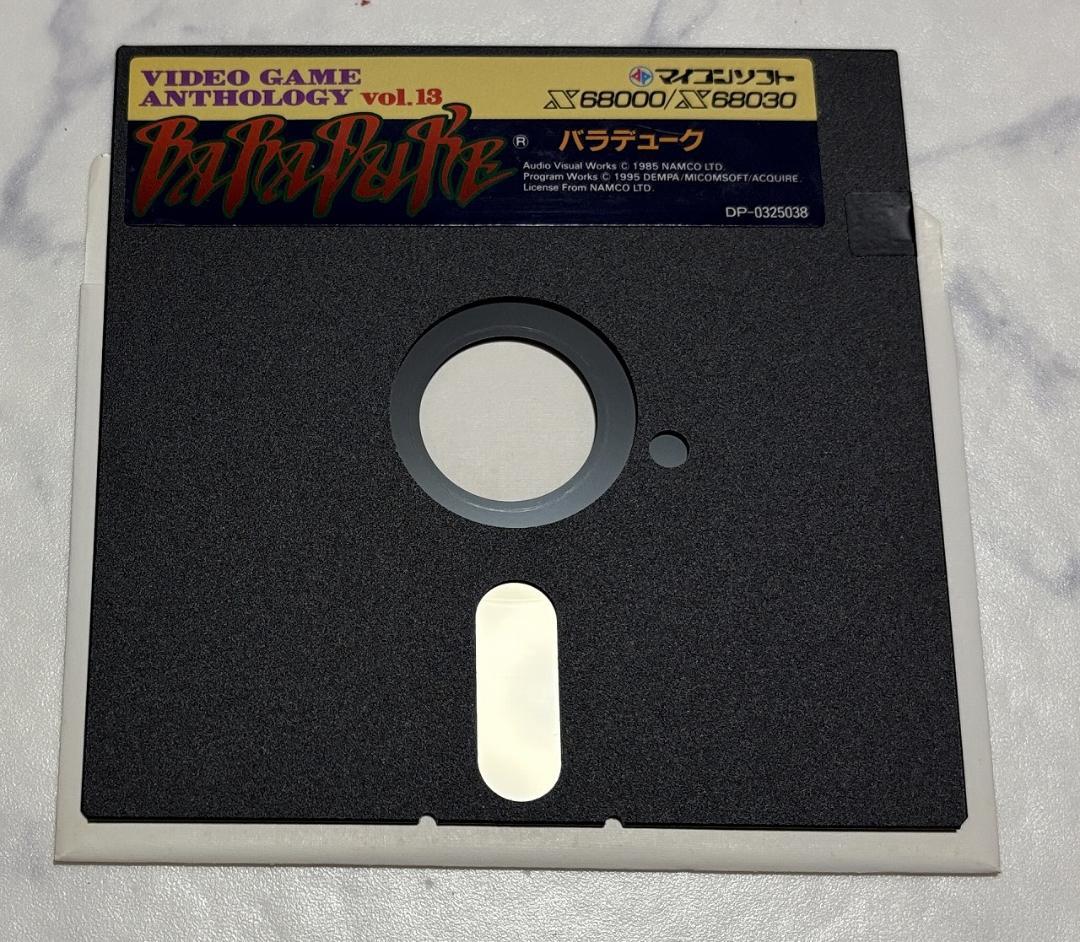 VIDEO GAME
ANTHOLOGY vol.13
マイコンソフト
X68000/X68030
BARADUKE
® バラデューク
Audio Visual Works © 1985 NAMCO LTD.
Program Works © 1995 DEMPA/MICOMSOFT/ACQUIRE.
License From NAMCO LTD.
DP-0325038